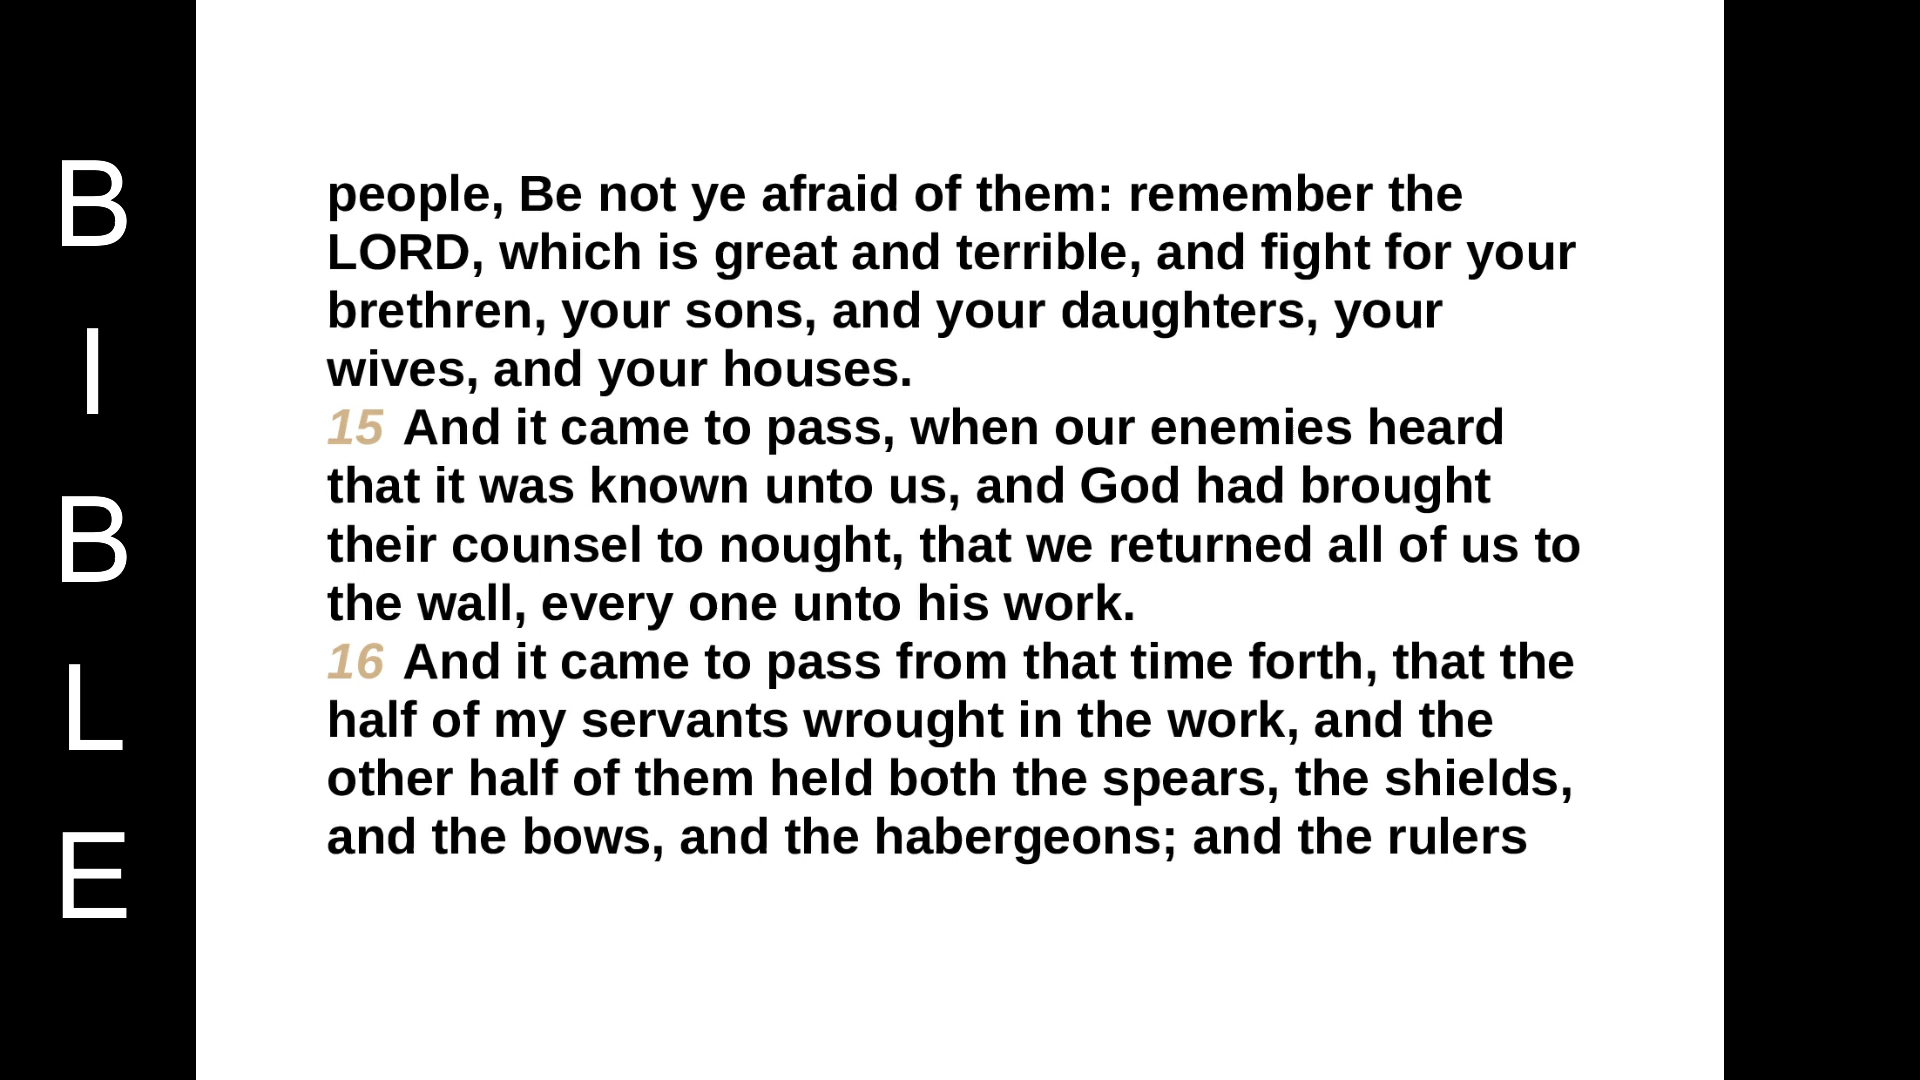 BIBLE
people, Be not ye afraid of them: remember the
LORD, which is great and terrible, and fight for your
brethren, your sons, and your daughters, your
wives, and your houses.
15 And it came to pass, when our enemies heard
that it was known unto us, and God had brought
their counsel to nought, that we returned all of us to
the wall, every one unto his work.
16 And it came to pass from that time forth, that the
half of my servants wrought in the work, and the
other half of them held both the spears, the shields,
and the bows, and the habergeons; and the rulers